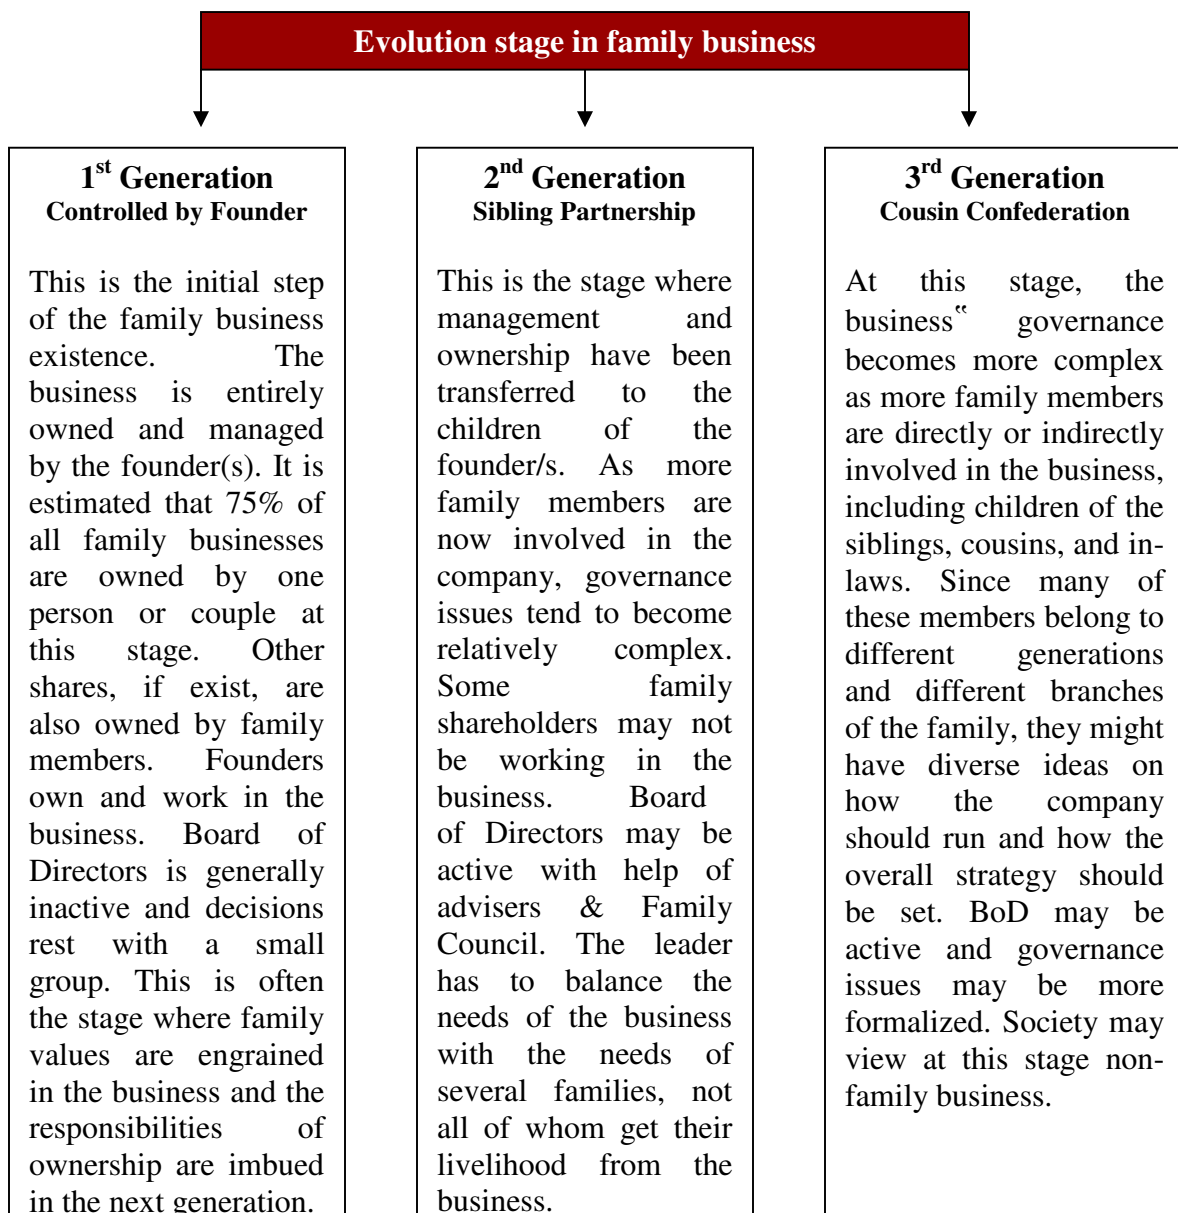 Evolution stage in family business
1st Generation
Controlled by Founder
This is the initial step
of the family business
existence. The
business is entirely
owned and managed
by the founder(s). It is
estimated that 75% of
all family businesses
are owned by one
person or couple at
this stage. Other
shares, if exist, are
also owned by family
members. Founders
own and work in the
business. Board of
Directors is generally
inactive and decisions
rest with a small
group. This is often
the stage where family
values are engrained
in the business and the
responsibilities of
ownership are imbued
in the next generation.
2nd Generation
Sibling Partnership
This is the stage where
management and
ownership have been
transferred to the
children of the
founder/s. As more
family members are
now involved in the
company, governance
issues tend to become
relatively complex.
Some family
shareholders may not
be working in the
business. Board
of Directors may be
active with help of
advisers & Family
Council. The leader
has to balance the
needs of the business
with the needs of
several families, not
all of whom get their
livelihood from the
business.
3rd Generation
Cousin Confederation
At this stage, the
business‟ governance
becomes more complex
as more family members
are directly or indirectly
involved in the business,
including children of the
siblings, cousins, and in-
laws. Since many of
these members belong to
different generations
and different branches
of the family, they might
have diverse ideas on
how the company
should run and how the
overall strategy should
be set. BoD may be
active and governance
issues may be more
formalized. Society may
view at this stage non-
family business.